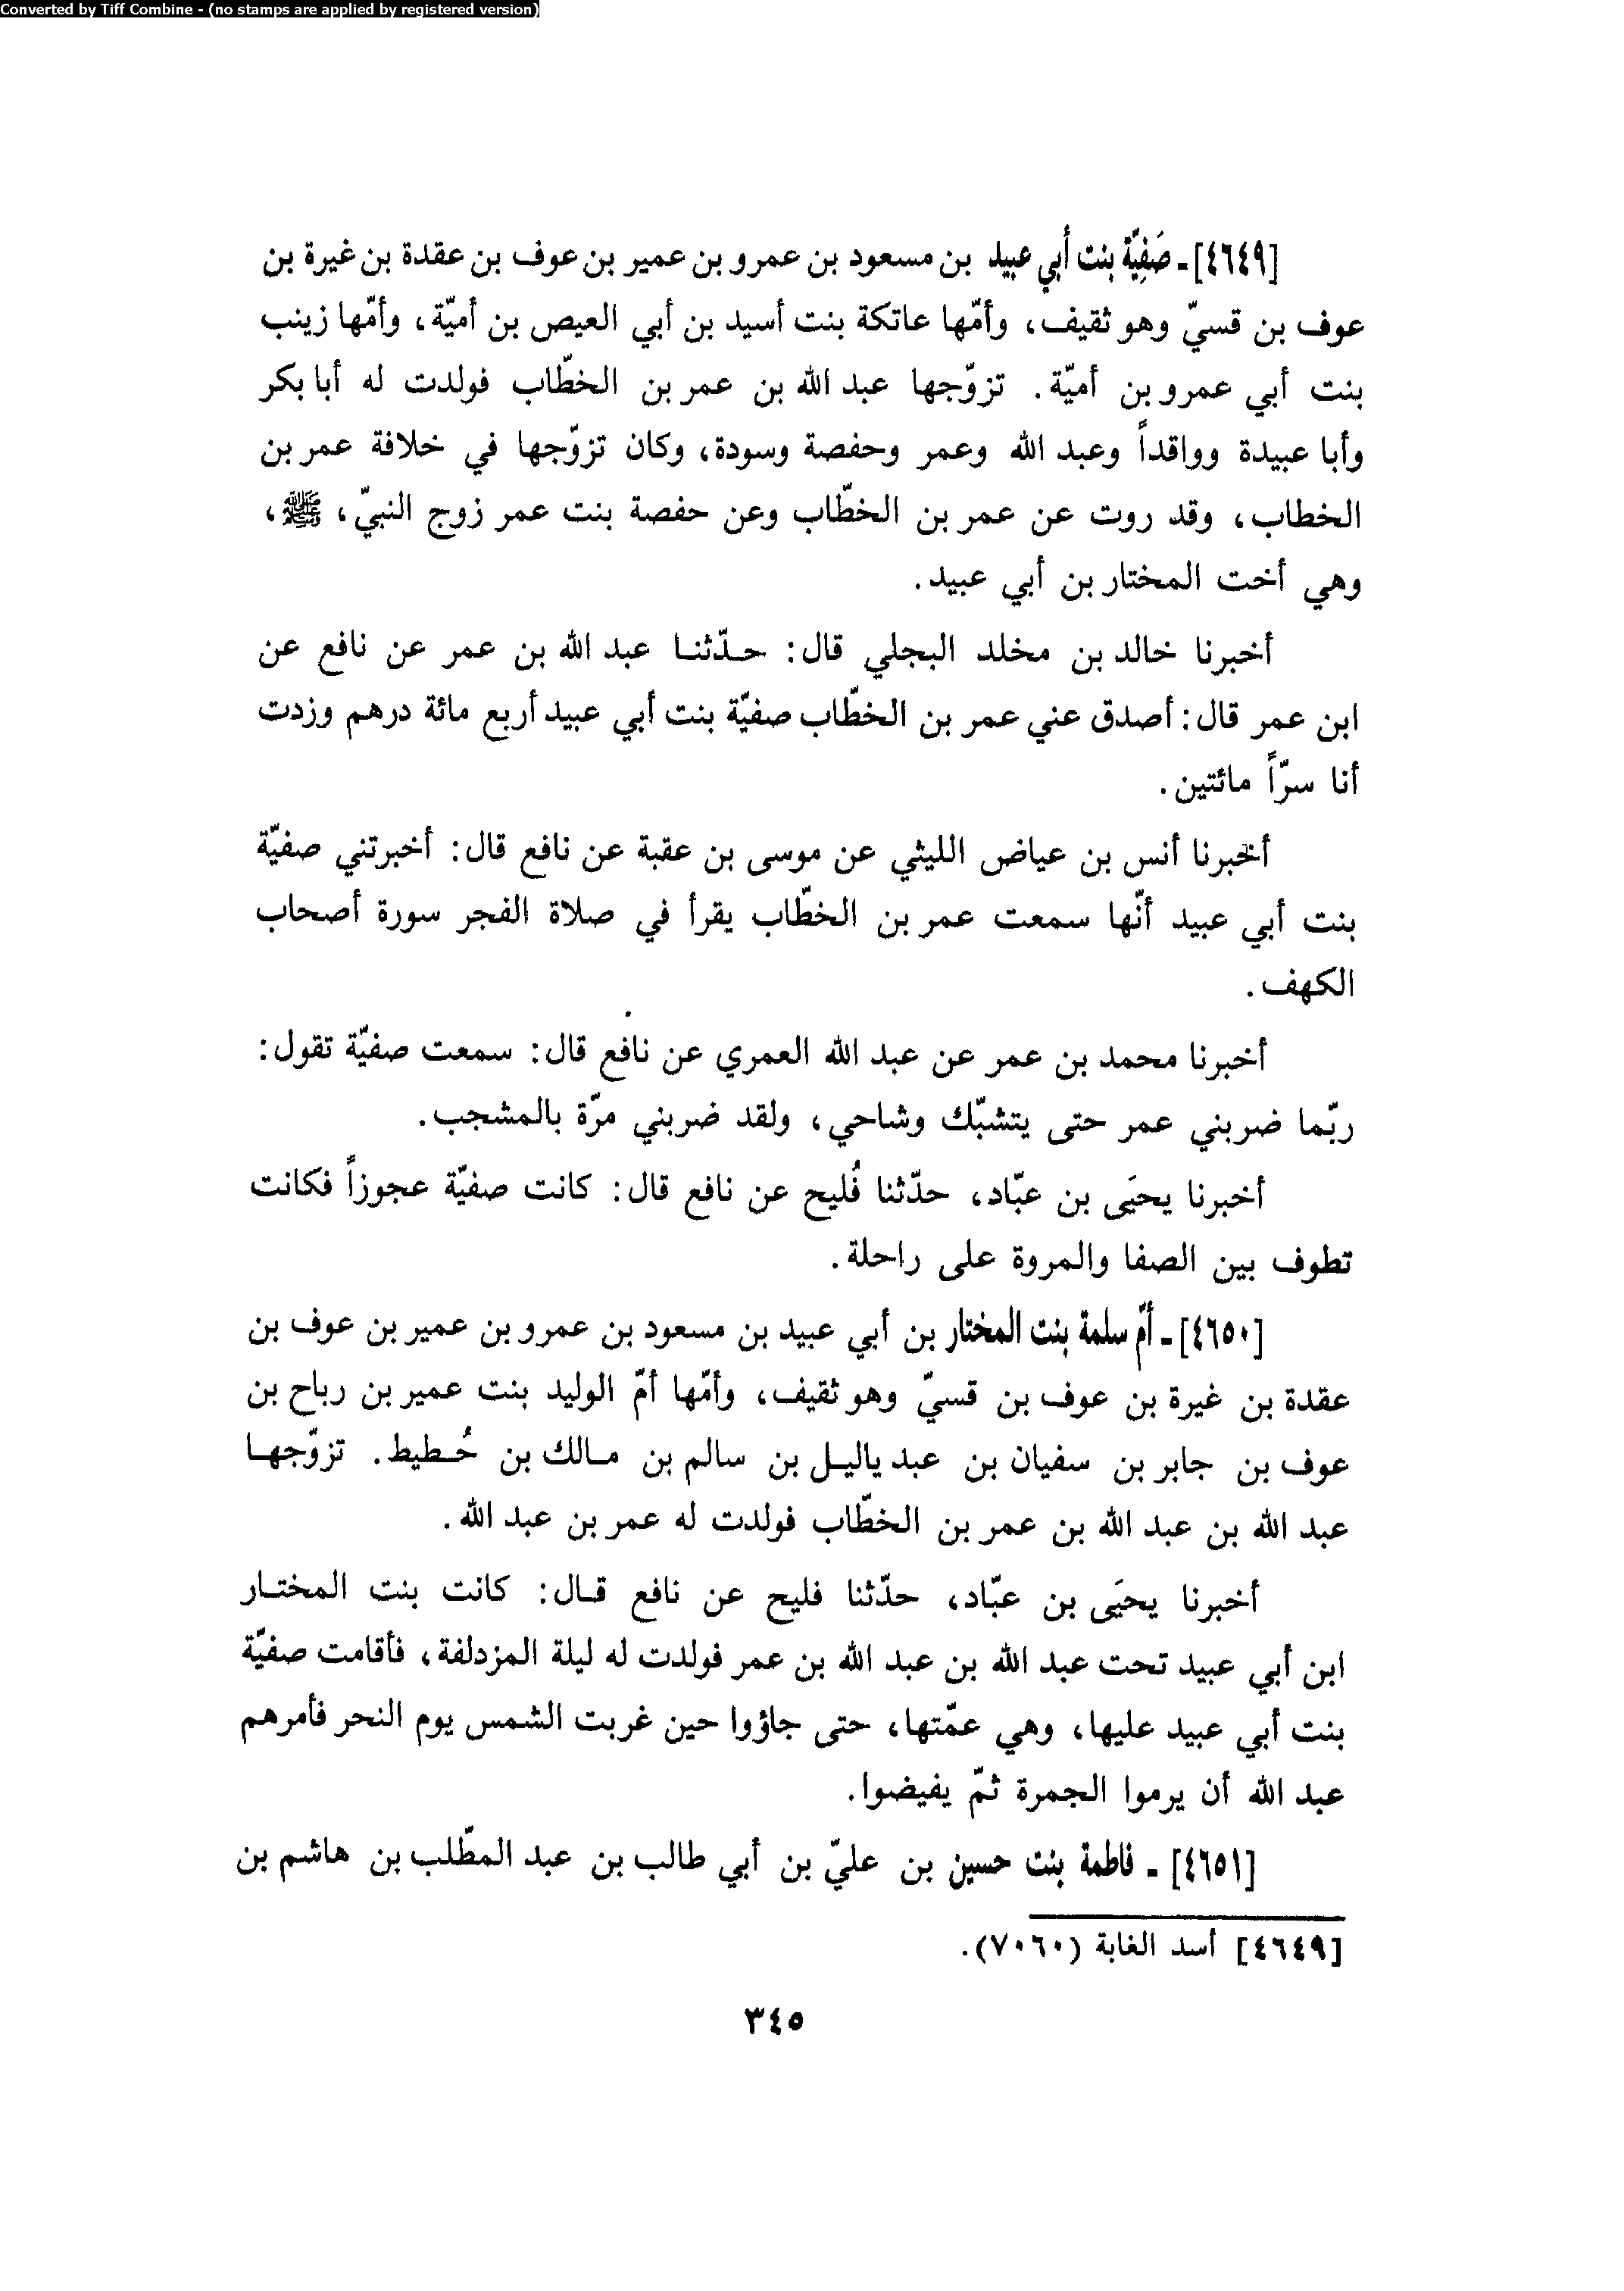 Converted by Tiff Combine - (no stamps are applied by registered version)
[٤٦٤٩] ـ صَفِيّة بنت أبي عبيد بن مسعود بن عمرو بن عمير بن عوف بن عقدة بن غيرة بن
عوف بن قسيّ وهو ثقيف، وأمّها عاتكة بنت أسيد بن أبي العيص بن أميّة، وأمّها زينب
بنت أبي عمرو بن أميّة. تزوّجها عبد الله بن عمر بن الخطّاب فولدت له أبا بكر
وأبا عبيدة وواقداً وعبد الله وعمر وحفصة وسودة، وكان تزوّجها في خلافة عمر بن
الخطاب، وقد روت عن عمر بن الخطّاب وعن حفصة بنت عمر زوج النبيّ، ﷺ،
وهي أخت المختار بن أبي عبيد.
أخبرنا خالد بن مخلد البجلي قال: حدّثنا عبد الله بن عمر عن نافع عن
ابن عمر قال: أصدق عني عمر بن الخطّاب صفيّة بنت أبي عبيد أربع مائة درهم وزدت
أنا سرّاً مائتين.
أخبرنا أنس بن عياض الليثي عن موسى بن عقبة عن نافع قال: أخبرتني صفيّة
بنت أبي عبيد أنّها سمعت عمر بن الخطّاب يقرأ في صلاة الفجر سورة أصحاب
الكهف.
أخبرنا محمد بن عمر عن عبد الله العمري عن نافع قال: سمعت صفيّة تقول:
ربّما ضربني عمر حتى يتشبّك وشاحي، ولقد ضربني مرّة بالمشجب.
أخبرنا يحيَى بن عبّاد، حدّثنا فُليح عن نافع قال: كانت صفيّة عجوزاً فكانت
تطوف بين الصفا والمروة على راحلة.
[٤٦٥٠] ـ أمّ سلمة بنت المختار بن أبي عبيد بن مسعود بن عمرو بن عمير بن عوف بن
عقدة بن غيرة بن عوف بن قسيّ وهو ثقيف، وأمّها أمّ الوليد بنت عمير بن رباح بن
عوف بن جابر بن سفيان بن عبد ياليل بن سالم بن مالك بن حُطيط. تزوّجها
عبد الله بن عبد الله بن عمر بن الخطّاب فولدت له عمر بن عبد الله.
أخبرنا يحيَى بن عبّاد، حدّثنا فليح عن نافع قال: كانت بنت المختار
ابن أبي عبيد تحت عبد الله بن عبد الله بن عمر فولدت له ليلة المزدلفة، فأقامت صفيّة
بنت أبي عبيد عليها، وهي عمّتها، حتى جاؤوا حين غربت الشمس يوم النحر فأمرهم
عبد الله أن يرموا الجمرة ثمّ يفيضوا.
[٤٦٥١] ـ فاطمة بنت حسين بن عليّ بن أبي طالب بن عبد المطّلب بن هاشم بن
[٤٦٤٩] أسد الغابة (٧٠٦٠).
٣٤٥